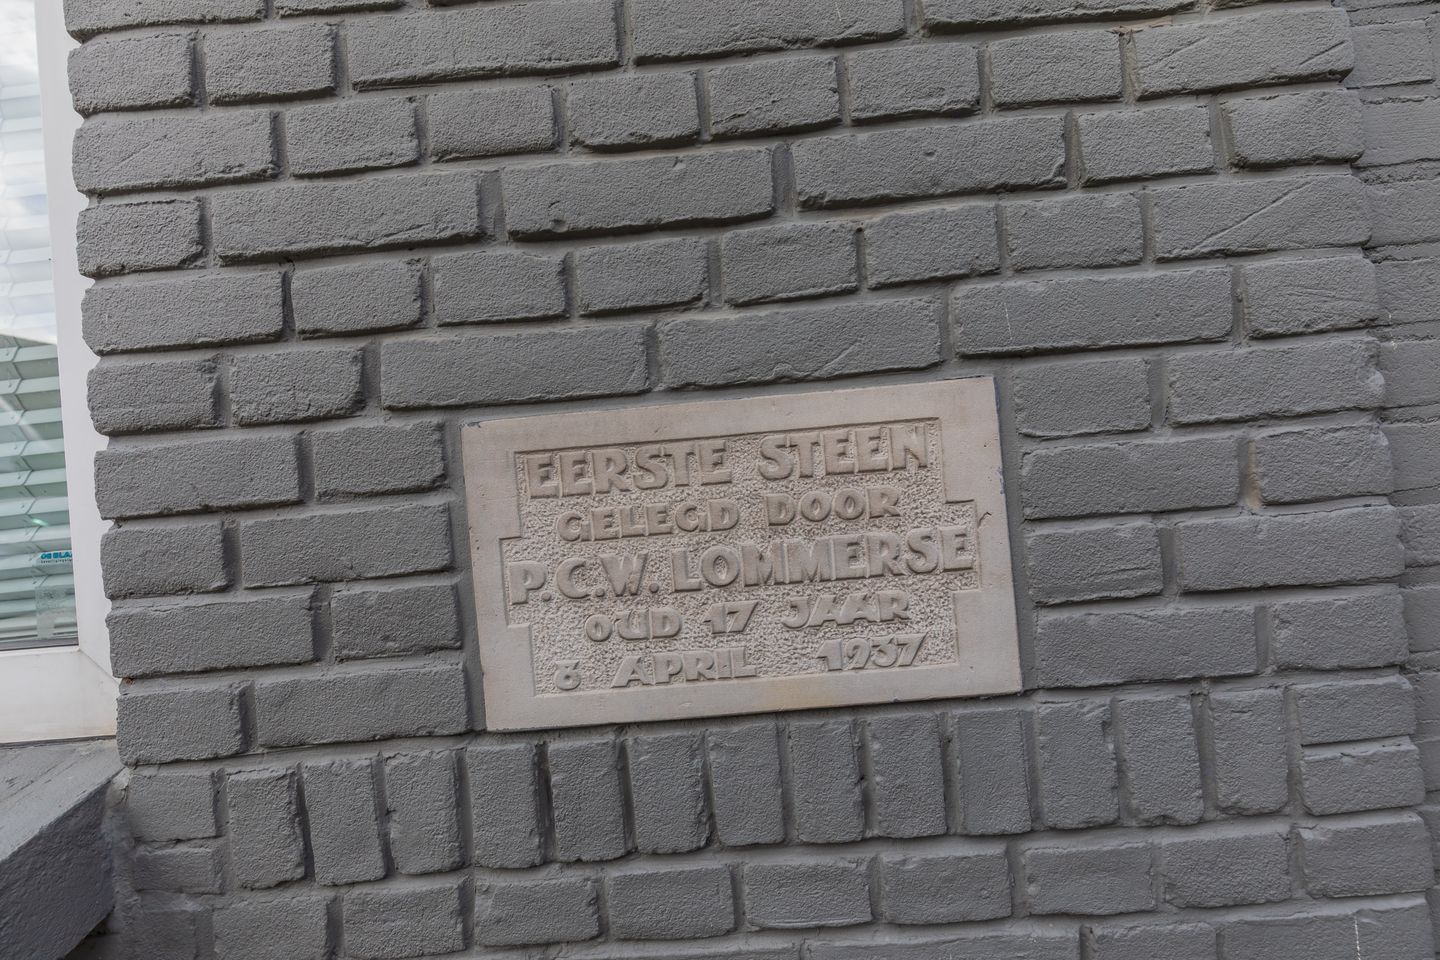 EERSTE STEEN
GELEGD DOOR
P.C.W. LOMMERSE
OUD 17 JAAR
8 APRIL 1937